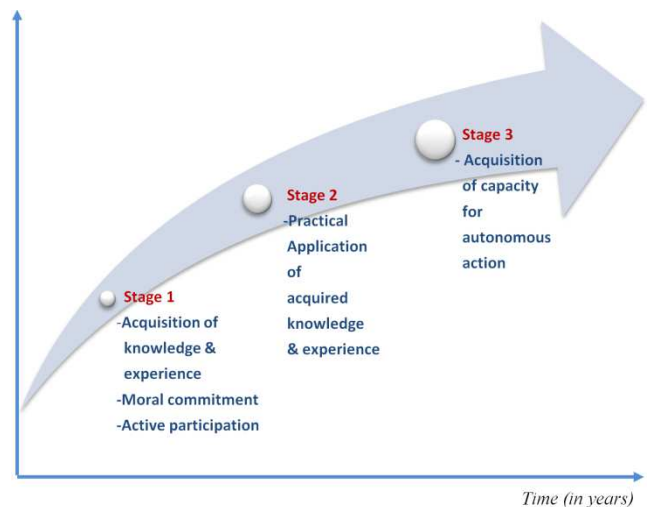 Stage 1
-Acquisition of
knowledge &
experience
-Moral commitment
-Active participation
Stage 2
-Practical
Application
of
acquired
knowledge
& experience
Stage 3
- Acquisition
of capacity
for
autonomous
action
Time (in years)